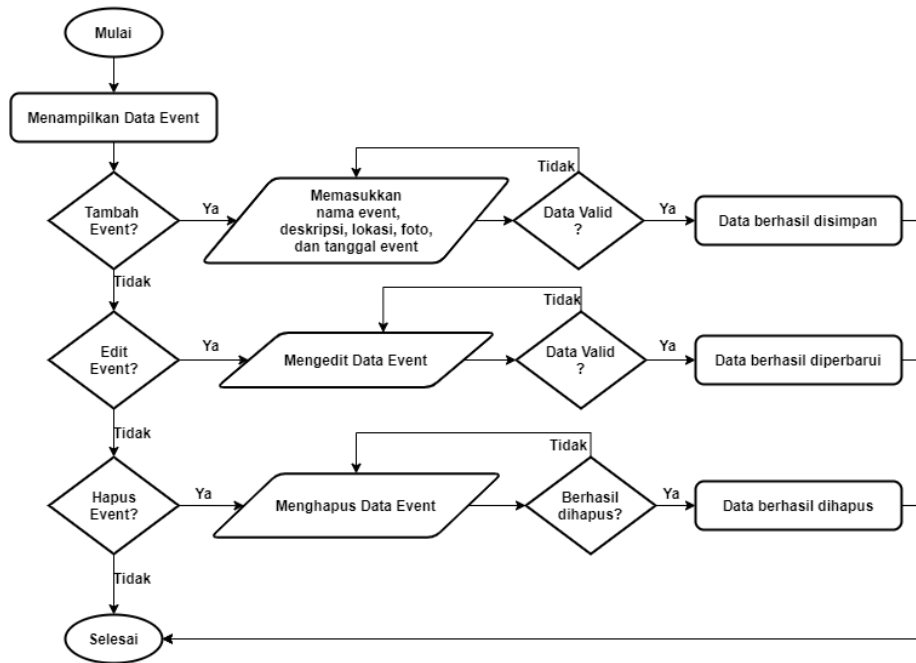 Mulai
Menampilkan Data Event
Tambah
Event?
Ya
Memasukkan
nama event,
deskripsi, lokasi, foto,
dan tanggal event
Tidak
Data Valid
?
Ya
Data berhasil disimpan
Tidak
Edit
Event?
Ya
Mengedit Data Event
Tidak
Data Valid
?
Ya
Data berhasil diperbarui
Tidak
Hapus
Event?
Ya
Menghapus Data Event
Tidak
Berhasil
dihapus?
Ya
Data berhasil dihapus
Tidak
Selesai